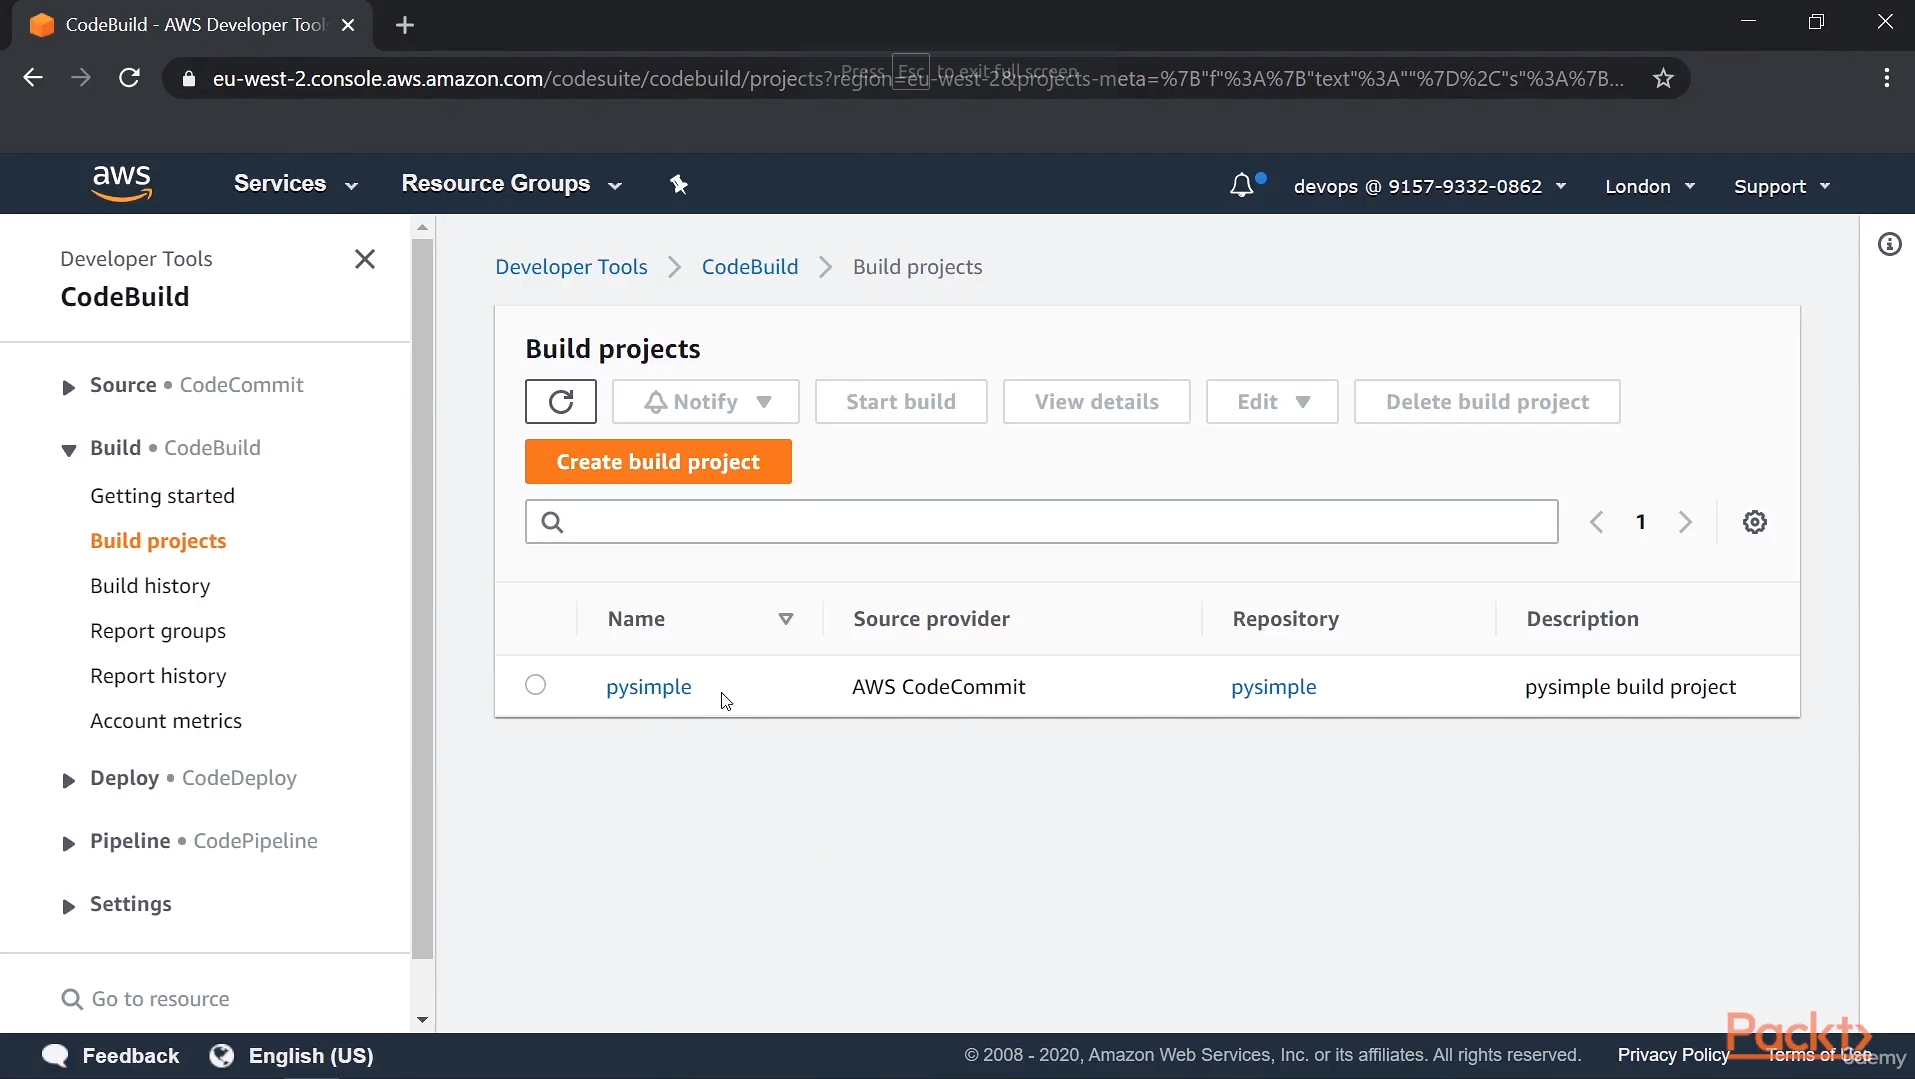 CodeBuild - AWS Developer Tool
eu-west-2.console.aws.amazon.com/codesuite/codebuild/projects?region=eu-west-2&projects-meta=%7B"f"%3A%7B"text"%3A""%7D%2C"s"%3A%7B...
Press Esc to exit full screen
aws
Services
Resource Groups
devops @ 9157-9332-0862
London
Support
Developer Tools
CodeBuild
Source • CodeCommit
Build • CodeBuild
Getting started
Build projects
Build history
Report groups
Report history
Account metrics
Deploy • CodeDeploy
Pipeline • CodePipeline
Settings
Go to resource
Developer Tools
CodeBuild
Build projects
Build projects
Notify
Start build
View details
Edit
Delete build project
Create build project
1
Name
Source provider
Repository
Description
pysimple
AWS CodeCommit
pysimple
pysimple build project
Feedback
English (US)
© 2008 - 2020, Amazon Web Services, Inc. or its affiliates. All rights reserved.
Privacy Policy
Terms of Use
Packt
udemy